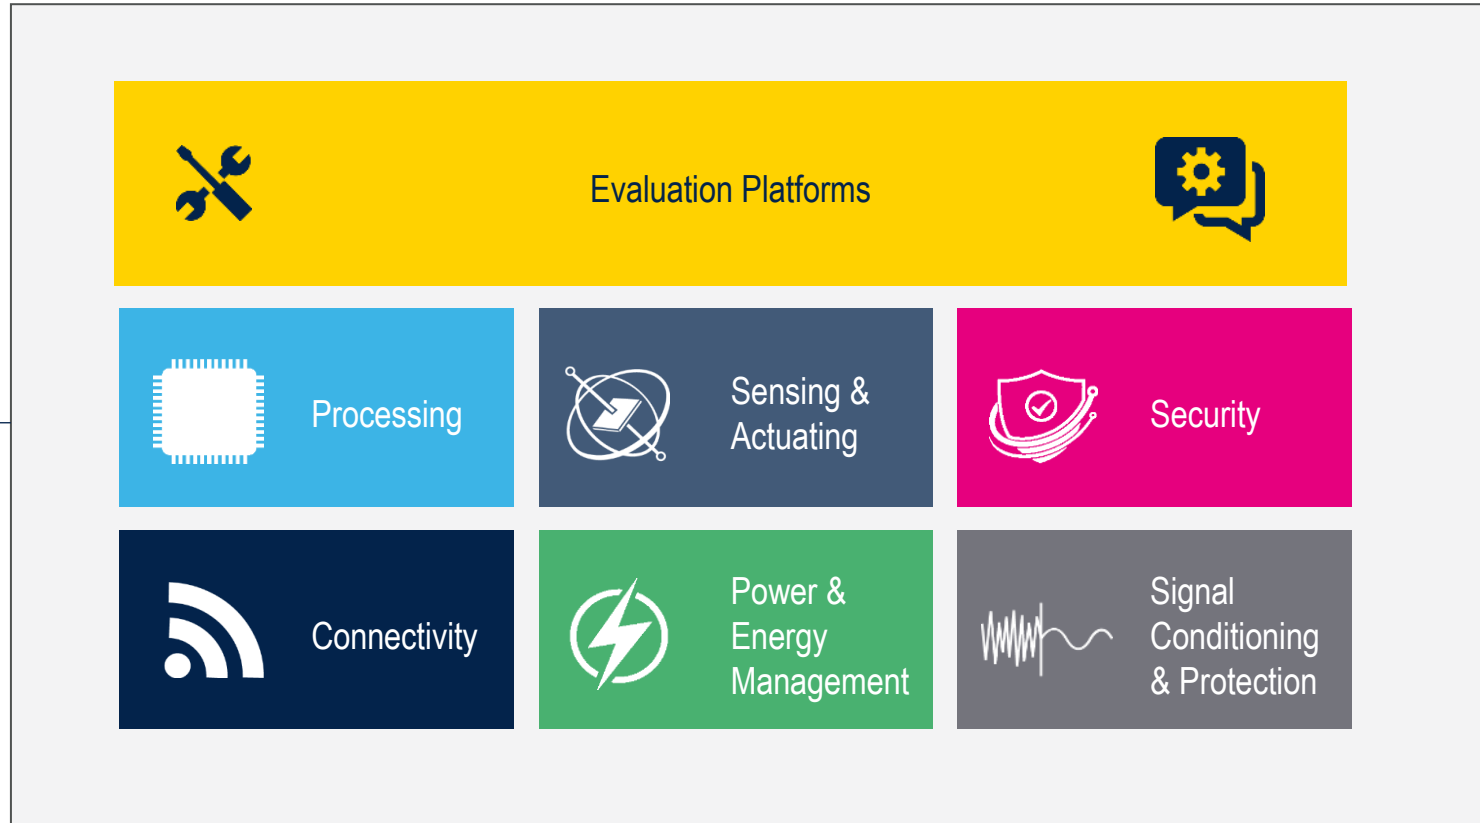 Evaluation Platforms
Processing
Sensing &
Actuating
Security
Connectivity
Power &
Energy
Management
Signal
Conditioning
& Protection